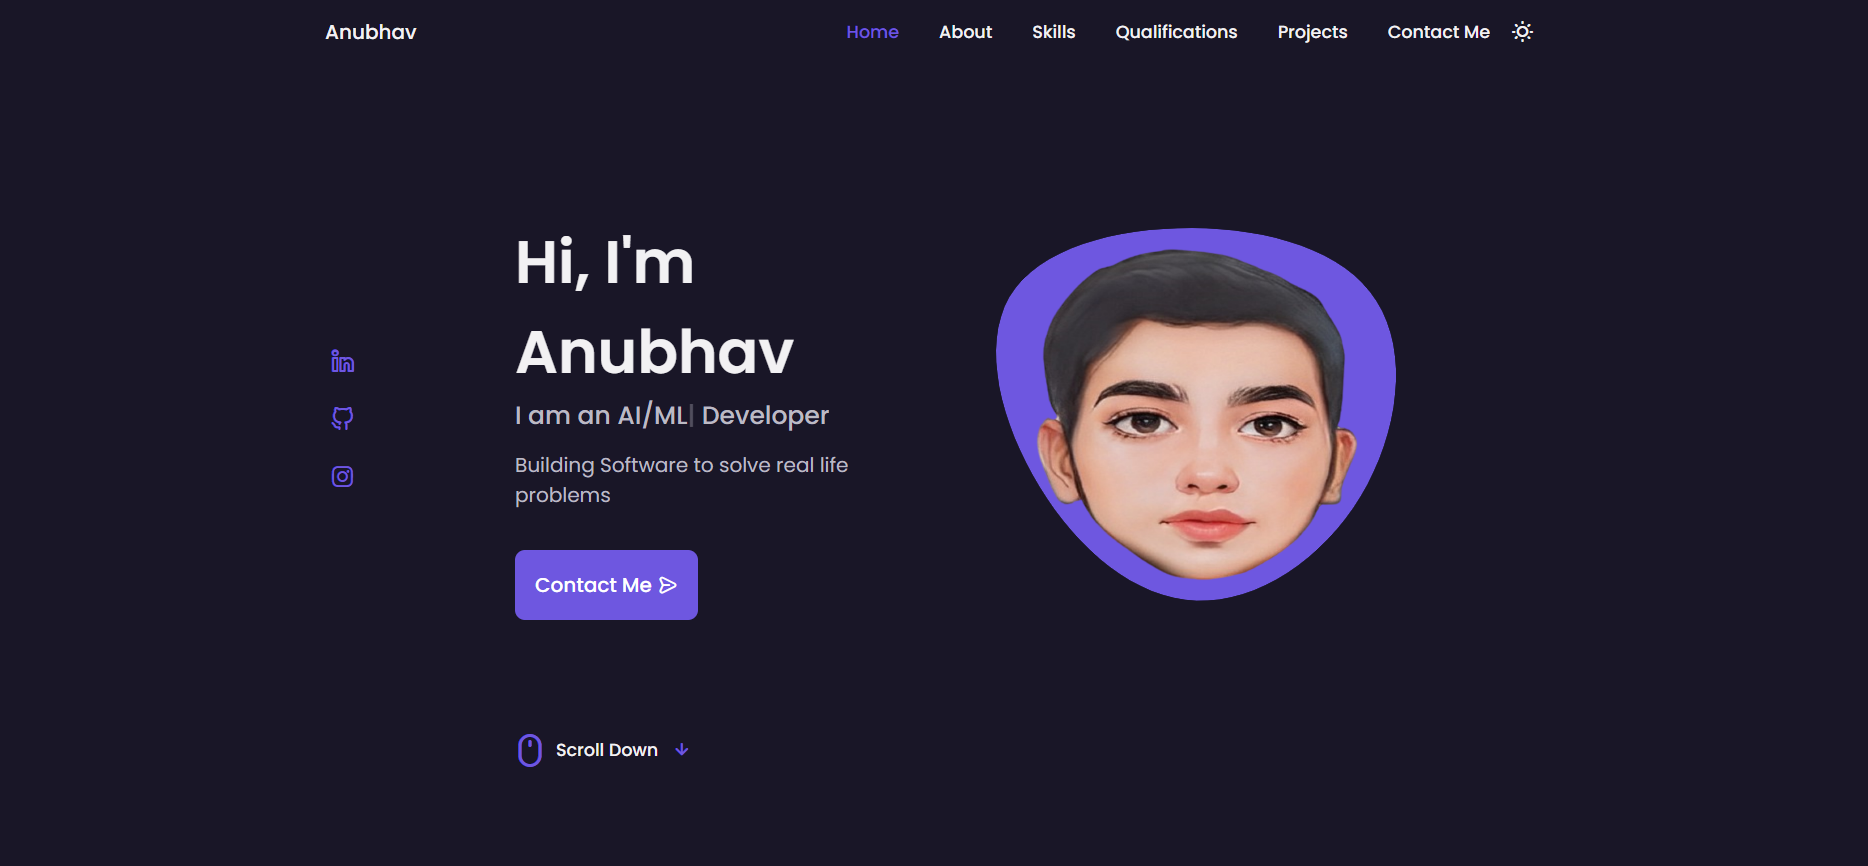 Anubhav
Home About Skills Qualifications Projects Contact Me
Hi, I'm
Anubhav
I am an AI/ML| Developer
Building Software to solve real life
problems
Contact Me
Scroll Down